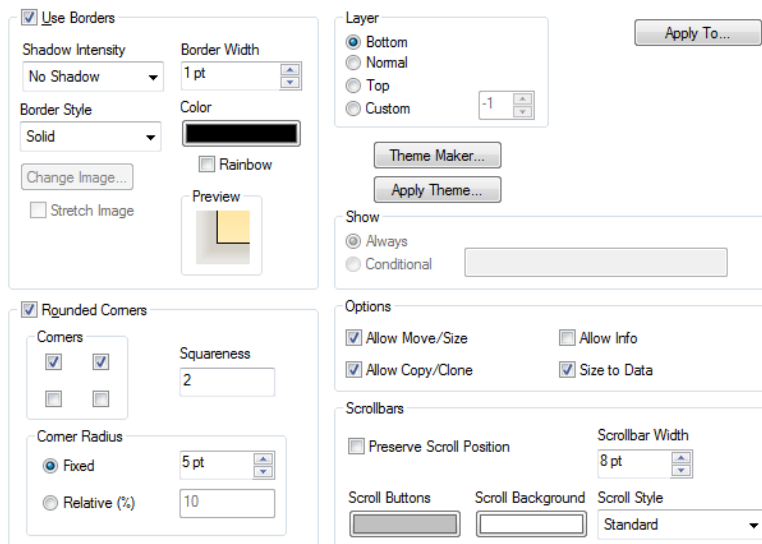 Use Borders
Shadow Intensity
Border Width
No Shadow
1 pt
Border Style
Color
Solid
Change Image...
Rainbow
Stretch Image
Preview
Rounded Corners
Corners
Squareness
2
Corner Radius
Fixed
5 pt
Relative (%)
10
Layer
Bottom
Normal
Top
Custom
-1
Apply To...
Theme Maker...
Apply Theme...
Show
Always
Conditional
Options
Allow Move/Size
Allow Info
Allow Copy/Clone
Size to Data
Scrollbars
Preserve Scroll Position
Scrollbar Width
8 pt
Scroll Buttons
Scroll Background
Scroll Style
Standard